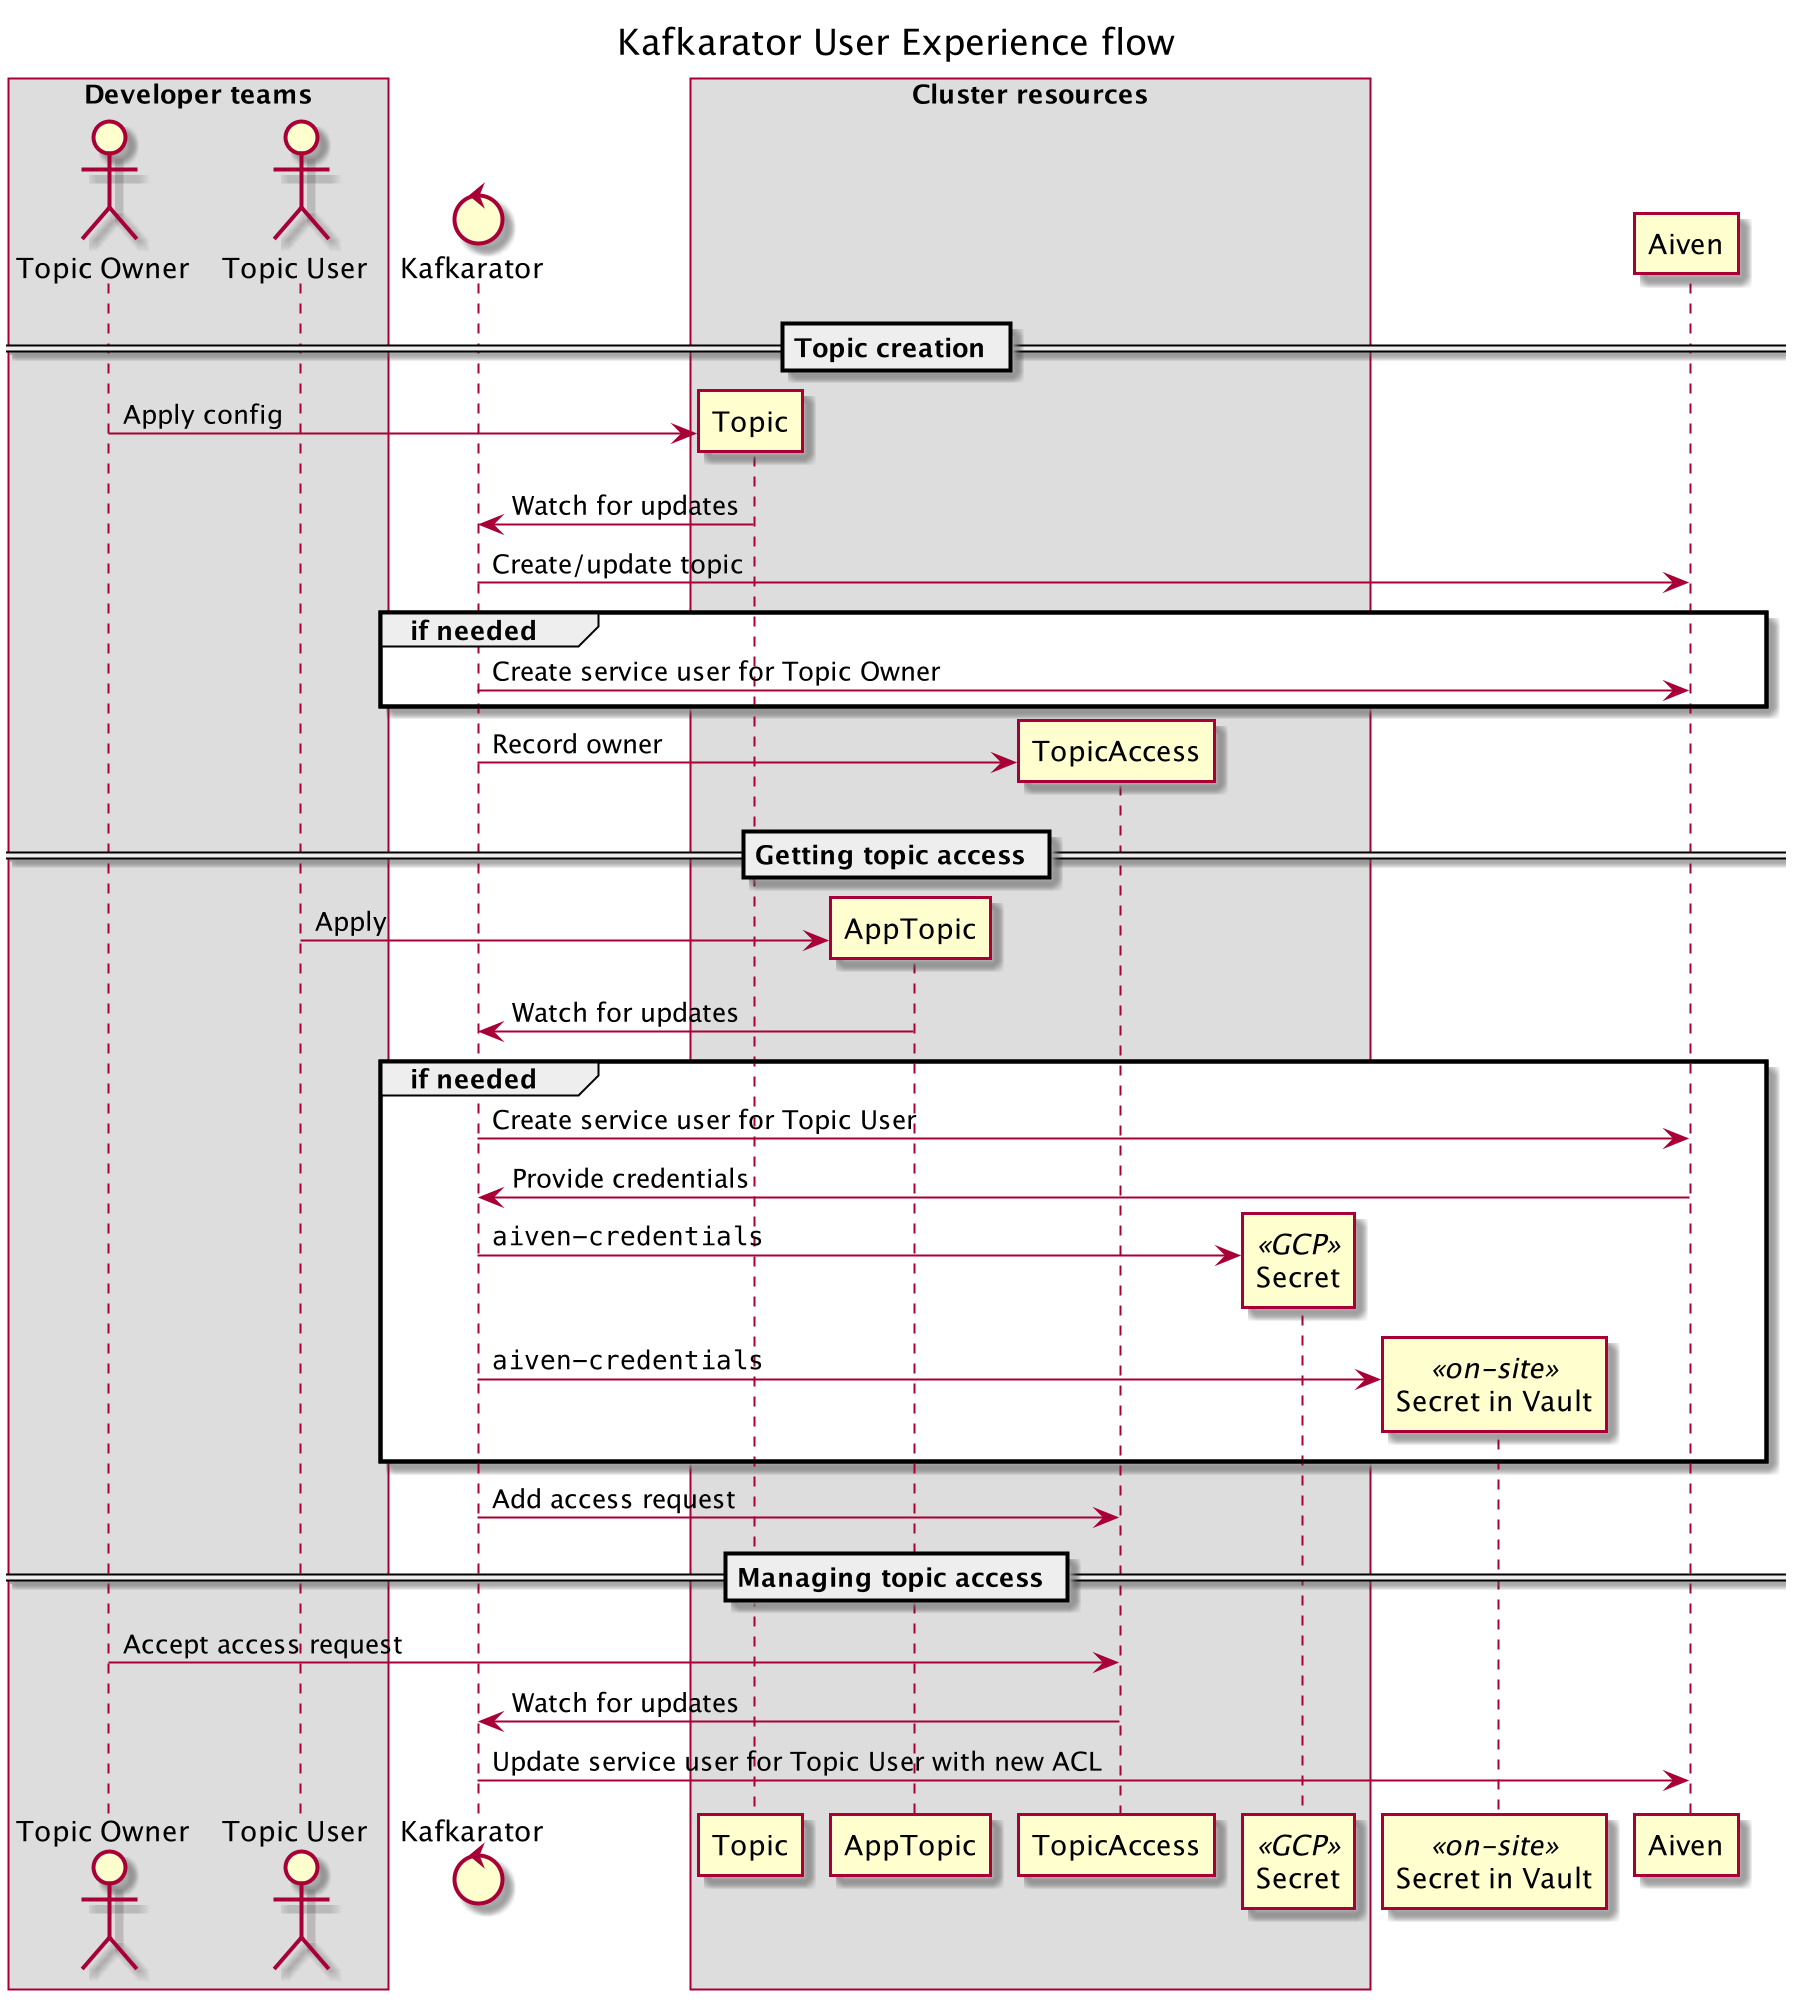 Kafkarator User Experience flow
Developer teams
Cluster resources
Topic Owner
Topic User
Kafkarator
Aiven
Topic creation
Apply config
Topic
Watch for updates
Create/update topic
if needed
Create service user for Topic Owner
Record owner
TopicAccess
Getting topic access
Apply
AppTopic
Watch for updates
if needed
Create service user for Topic User
Provide credentials
aiven-credentials
«GCP»
Secret
aiven-credentials
«on-site»
Secret in Vault
Add access request
Managing topic access
Accept access request
Watch for updates
Update service user for Topic User with new ACL
Topic Owner
Topic User
Kafkarator
Topic
AppTopic
TopicAccess
«GCP»
Secret
«on-site»
Secret in Vault
Aiven